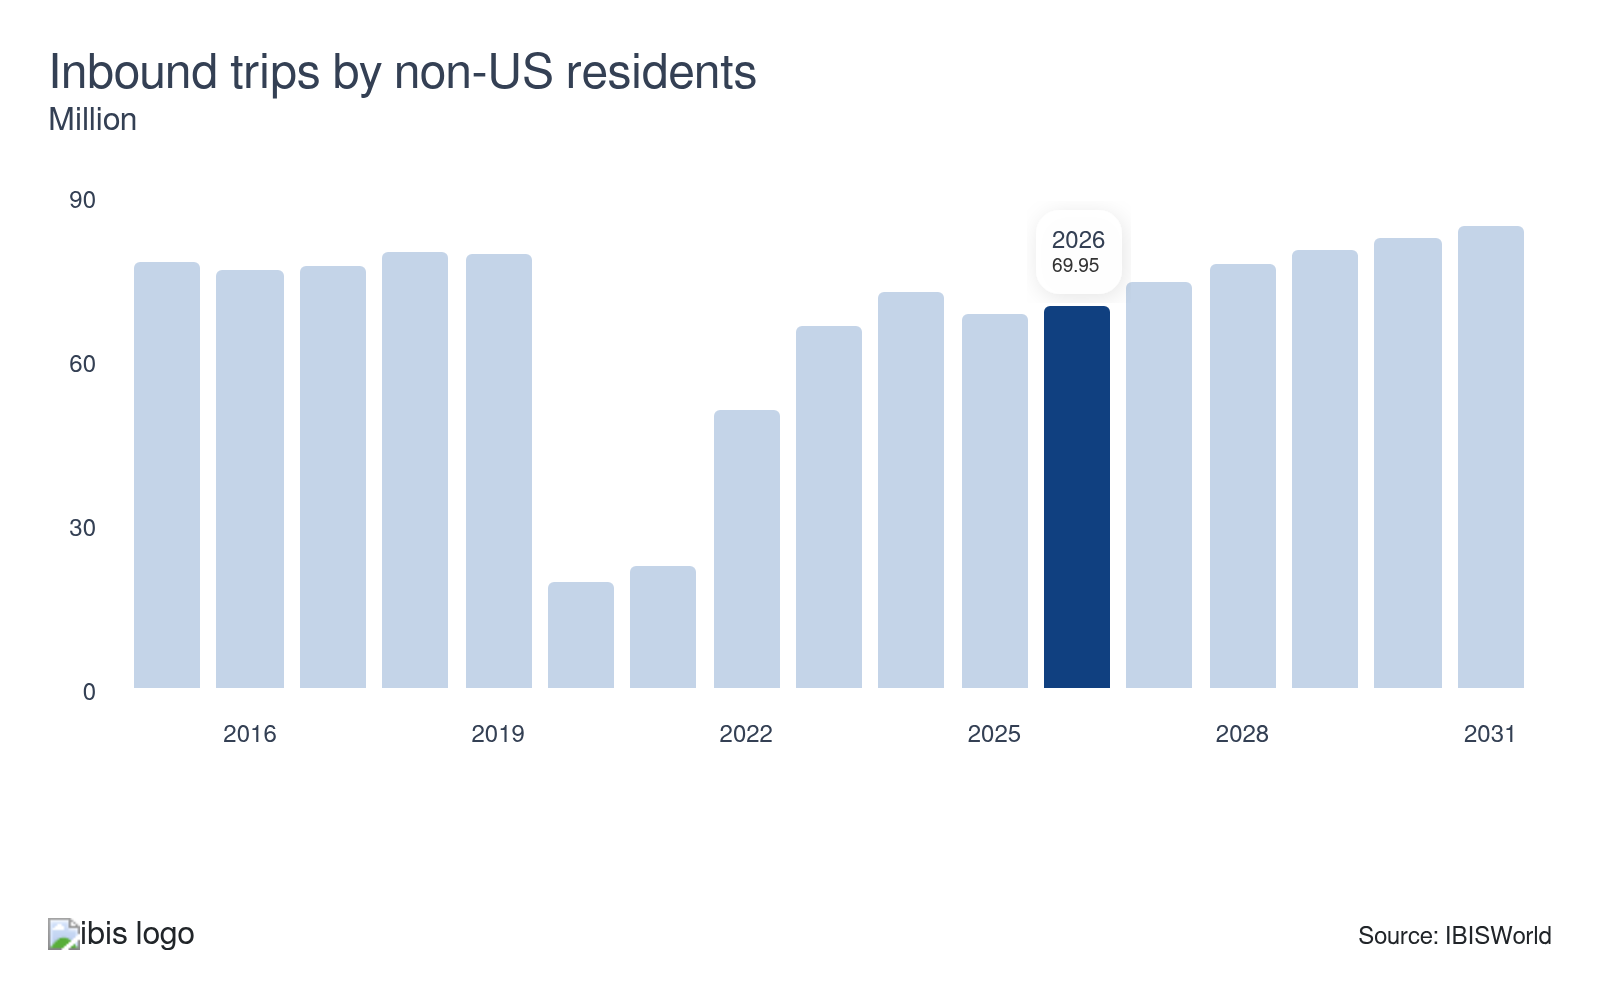 Inbound trips by non-US residents
Million
90
60
30
0
2026
69.95
2016 2019 2022 2025 2028 2031
ibis logo
Source: IBISWorld